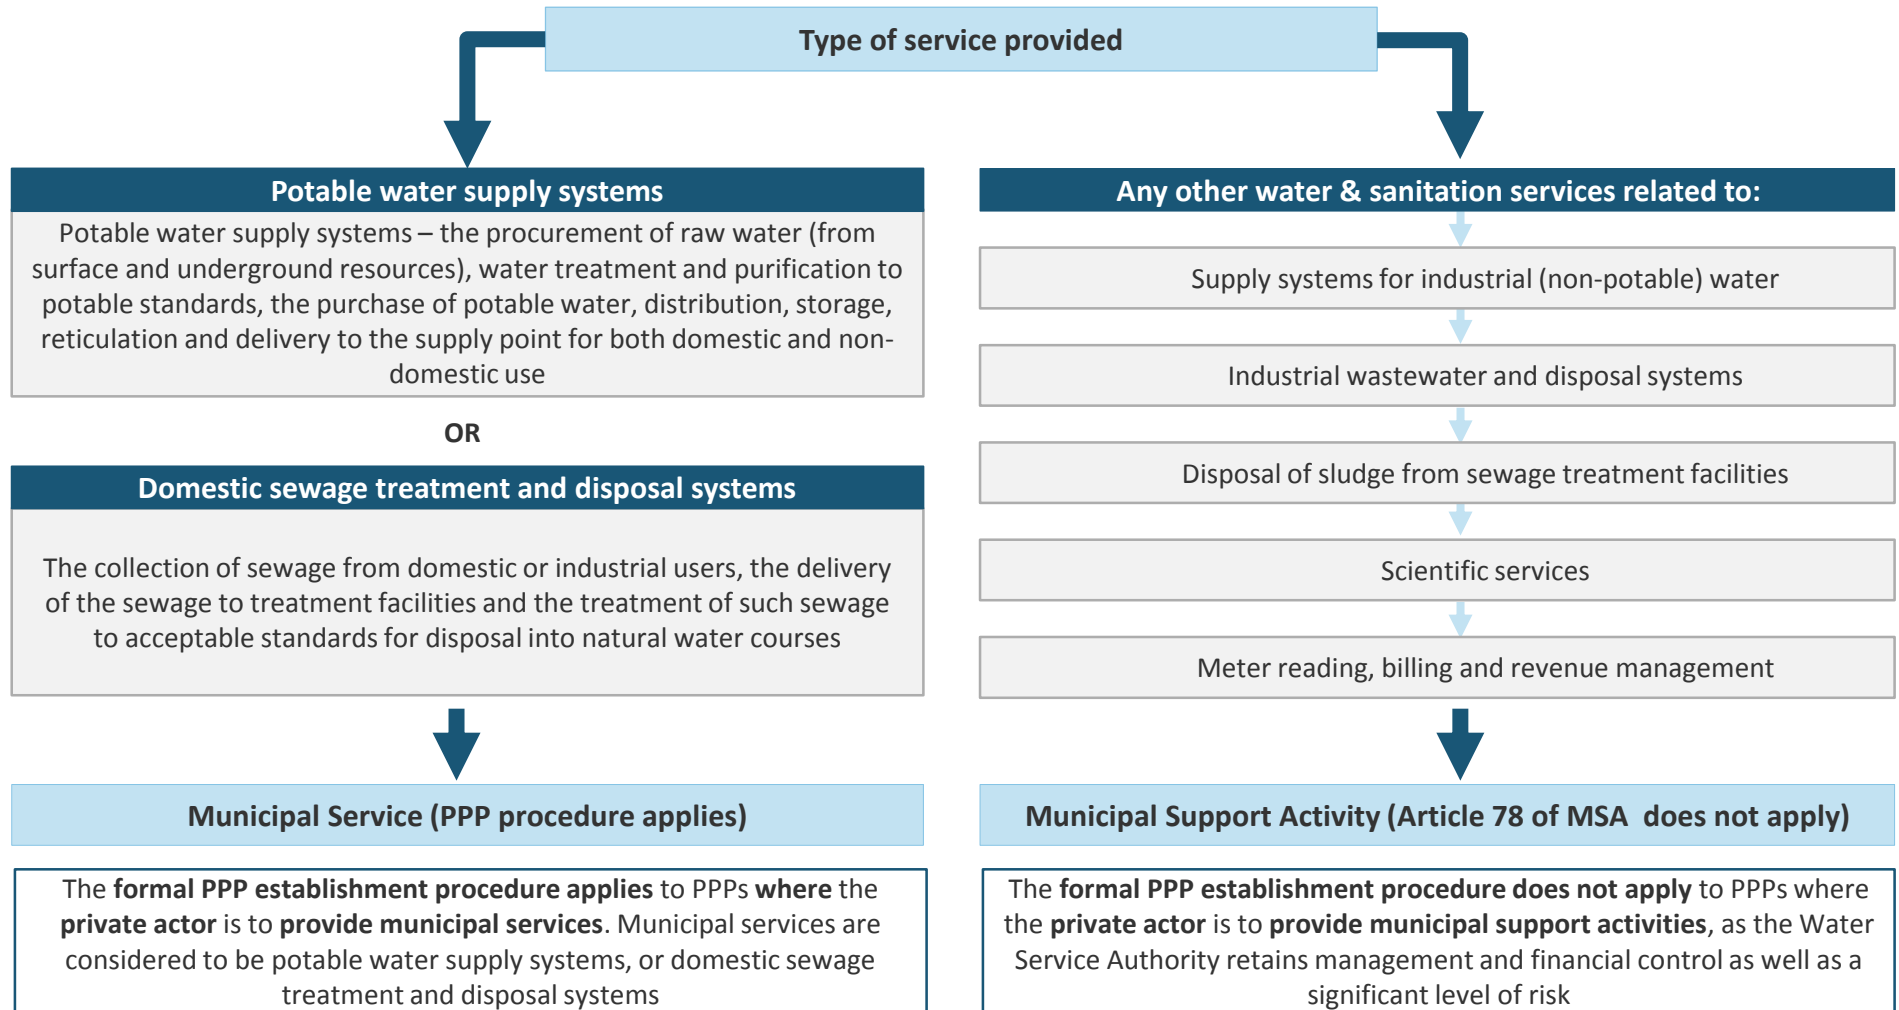 Type of service provided
Potable water supply systems
Potable water supply systems – the procurement of raw water (from
surface and underground resources), water treatment and purification to
potable standards, the purchase of potable water, distribution, storage,
reticulation and delivery to the supply point for both domestic and non-
domestic use
OR
Domestic sewage treatment and disposal systems
The collection of sewage from domestic or industrial users, the delivery
of the sewage to treatment facilities and the treatment of such sewage
to acceptable standards for disposal into natural water courses
Municipal Service (PPP procedure applies)
The formal PPP establishment procedure applies to PPPs where the
private actor is to provide municipal services. Municipal services are
considered to be potable water supply systems, or domestic sewage
treatment and disposal systems
Any other water & sanitation services related to:
Supply systems for industrial (non-potable) water
Industrial wastewater and disposal systems
Disposal of sludge from sewage treatment facilities
Scientific services
Meter reading, billing and revenue management
Municipal Support Activity (Article 78 of MSA does not apply)
The formal PPP establishment procedure does not apply to PPPs where
the private actor is to provide municipal support activities, as the Water
Service Authority retains management and financial control as well as a
significant level of risk